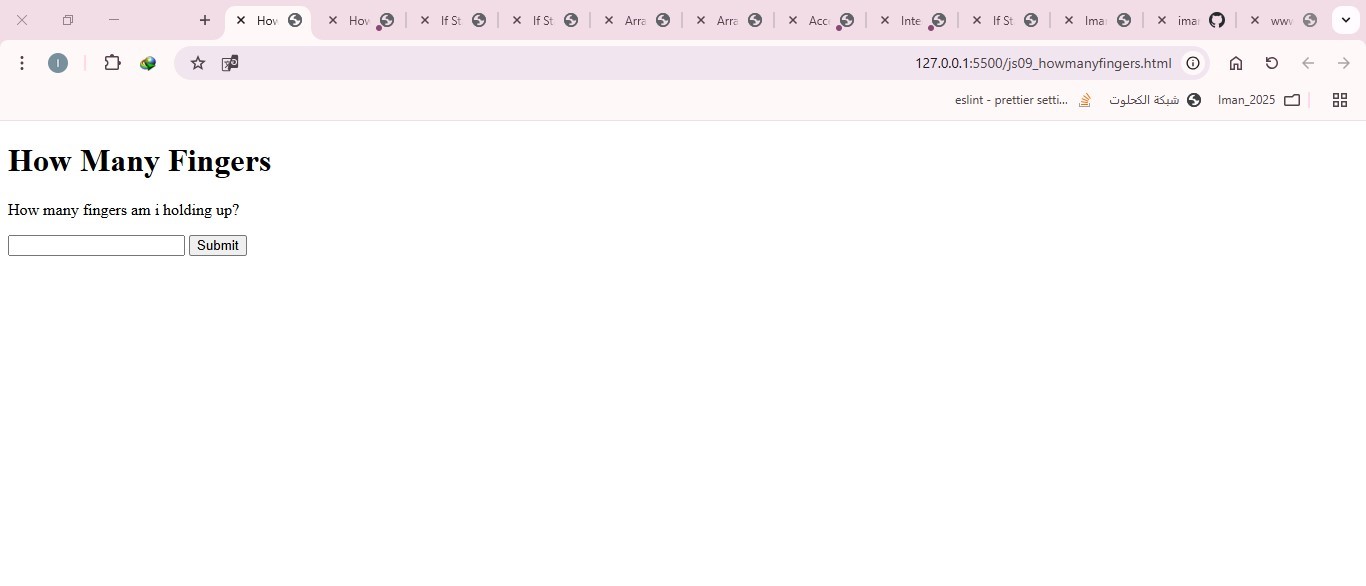 How How If St If St Arra Arra Acc Inte If St Ima ima www
I 127.0.0.1:5500/js09_howmanyfingers.html
eslint - prettier setti... شبكة الكحلوت Iman_2025
How Many Fingers
How many fingers am i holding up?
Submit